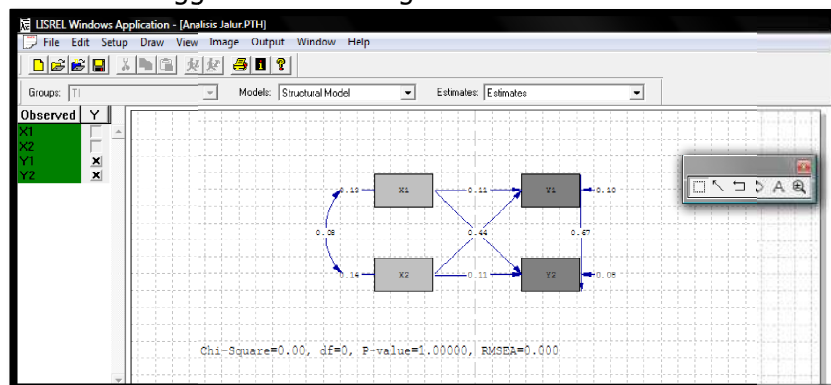 LISREL Windows Application - [Analisis Jalur.PTH]
File Edit Setup Draw View Image Output Window Help
Groups: TI Models: Structural Model Estimates: Estimates
Observed Y
X1
X2
Y1
Y2
0.10 X1 0.11 Y1 0.10
0.08 0.44 0.67
0.14 X2 0.11 Y2 0.08
Chi-Square=0.00, df=0, P-value=1.00000, RMSEA=0.000